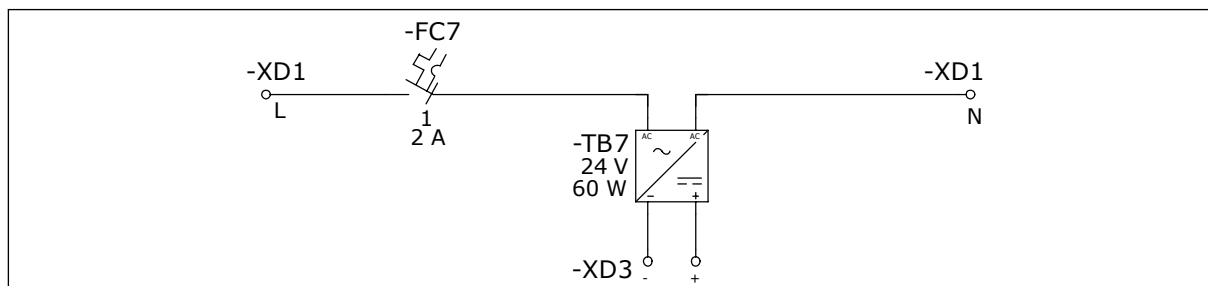 -FC7
-XD1
-XD1
L
N
1
2 A
AC
AC
-TB7
24 V
60 W
-
+
-XD3
-
+